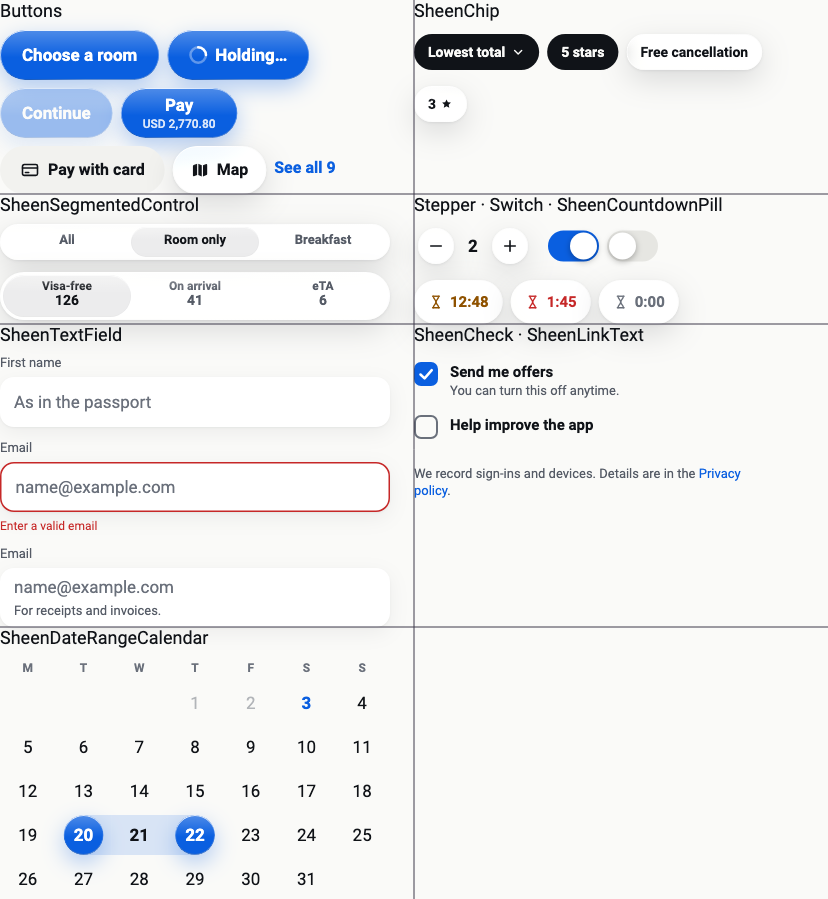 Buttons
Choose a room
Holding...
Continue
Pay
USD 2,770.80
Pay with card
Map
See all 9
SheenChip
Lowest total
5 stars
Free cancellation
3 ★
SheenSegmentedControl
All
Room only
Breakfast
Visa-free
126
On arrival
41
eTA
6
Stepper · Switch · SheenCountdownPill
2
12:48
1:45
0:00
SheenTextField
First name
As in the passport
Email
name@example.com
Enter a valid email
Email
name@example.com
For receipts and invoices.
SheenCheck · SheenLinkText
Send me offers
You can turn this off anytime.
Help improve the app
We record sign-ins and devices. Details are in the Privacy
policy.
SheenDateRangeCalendar
M T W T F S S
1 2 3 4
5 6 7 8 9 10 11
12 13 14 15 16 17 18
19 20 21 22 23 24 25
26 27 28 29 30 31